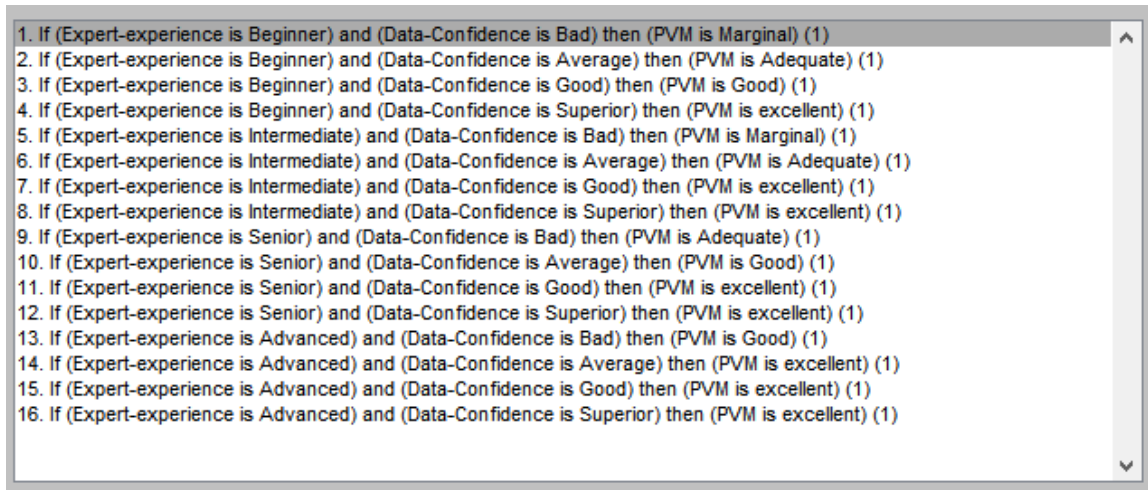 1. If (Expert-experience is Beginner) and (Data-Confidence is Bad) then (PVM is Marginal) (1)
2. If (Expert-experience is Beginner) and (Data-Confidence is Average) then (PVM is Adequate) (1)
3. If (Expert-experience is Beginner) and (Data-Confidence is Good) then (PVM is Good) (1)
4. If (Expert-experience is Beginner) and (Data-Confidence is Superior) then (PVM is excellent) (1)
5. If (Expert-experience is Intermediate) and (Data-Confidence is Bad) then (PVM is Marginal) (1)
6. If (Expert-experience is Intermediate) and (Data-Confidence is Average) then (PVM is Adequate) (1)
7. If (Expert-experience is Intermediate) and (Data-Confidence is Good) then (PVM is excellent) (1)
8. If (Expert-experience is Intermediate) and (Data-Confidence is Superior) then (PVM is excellent) (1)
9. If (Expert-experience is Senior) and (Data-Confidence is Bad) then (PVM is Adequate) (1)
10. If (Expert-experience is Senior) and (Data-Confidence is Average) then (PVM is Good) (1)
11. If (Expert-experience is Senior) and (Data-Confidence is Good) then (PVM is excellent) (1)
12. If (Expert-experience is Senior) and (Data-Confidence is Superior) then (PVM is excellent) (1)
13. If (Expert-experience is Advanced) and (Data-Confidence is Bad) then (PVM is Good) (1)
14. If (Expert-experience is Advanced) and (Data-Confidence is Average) then (PVM is excellent) (1)
15. If (Expert-experience is Advanced) and (Data-Confidence is Good) then (PVM is excellent) (1)
16. If (Expert-experience is Advanced) and (Data-Confidence is Superior) then (PVM is excellent) (1)